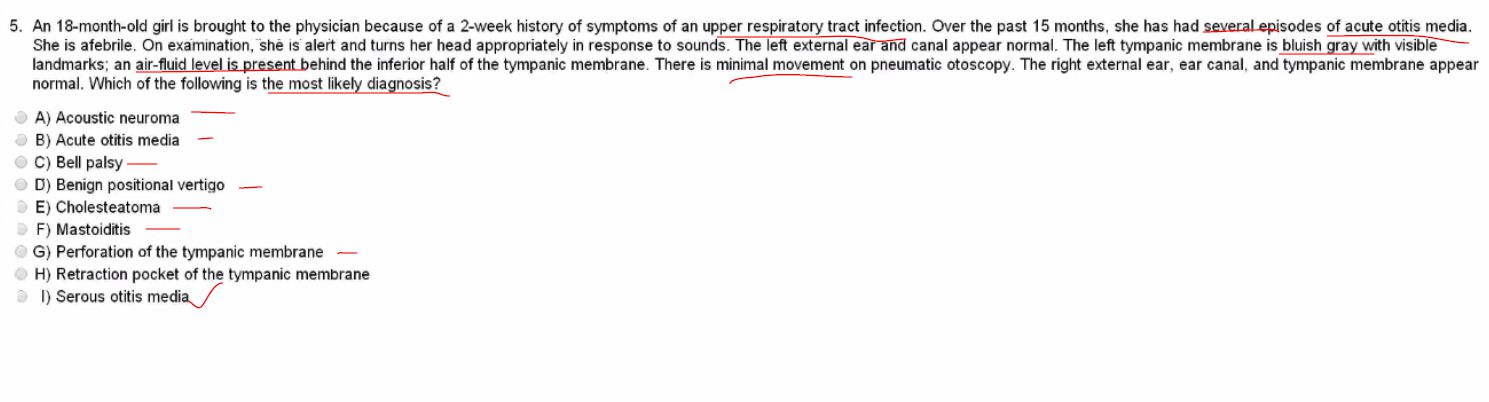 5. An 18-month-old girl is brought to the physician because of a 2-week history of symptoms of an upper respiratory tract infection. Over the past 15 months, she has had several episodes of acute otitis media.
She is afebrile. On examination, she is alert and turns her head appropriately in response to sounds. The left external ear and canal appear normal. The left tympanic membrane is bluish gray with visible
landmarks; an air-fluid level is present behind the inferior half of the tympanic membrane. There is minimal movement on pneumatic otoscopy. The right external ear, ear canal, and tympanic membrane appear
normal. Which of the following is the most likely diagnosis?
A) Acoustic neuroma
B) Acute otitis media
C) Bell palsy
D) Benign positional vertigo
E) Cholesteatoma
F) Mastoiditis
G) Perforation of the tympanic membrane
H) Retraction pocket of the tympanic membrane
I) Serous otitis media